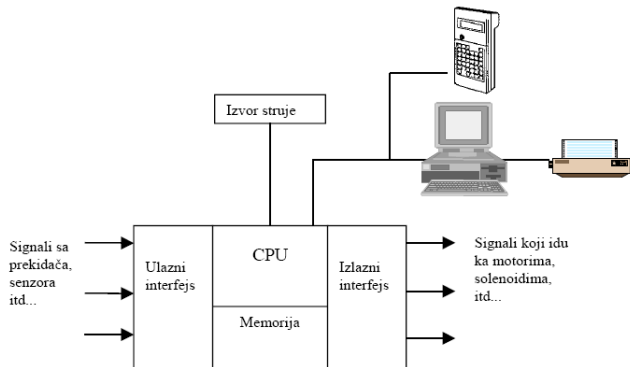 Izvor struje
Signali sa
prekidača,
senzora
itd...
Ulazni
interfejs
CPU
Memorija
Izlazni
interfejs
Signali koji idu
ka motorima,
solenoidima,
itd...